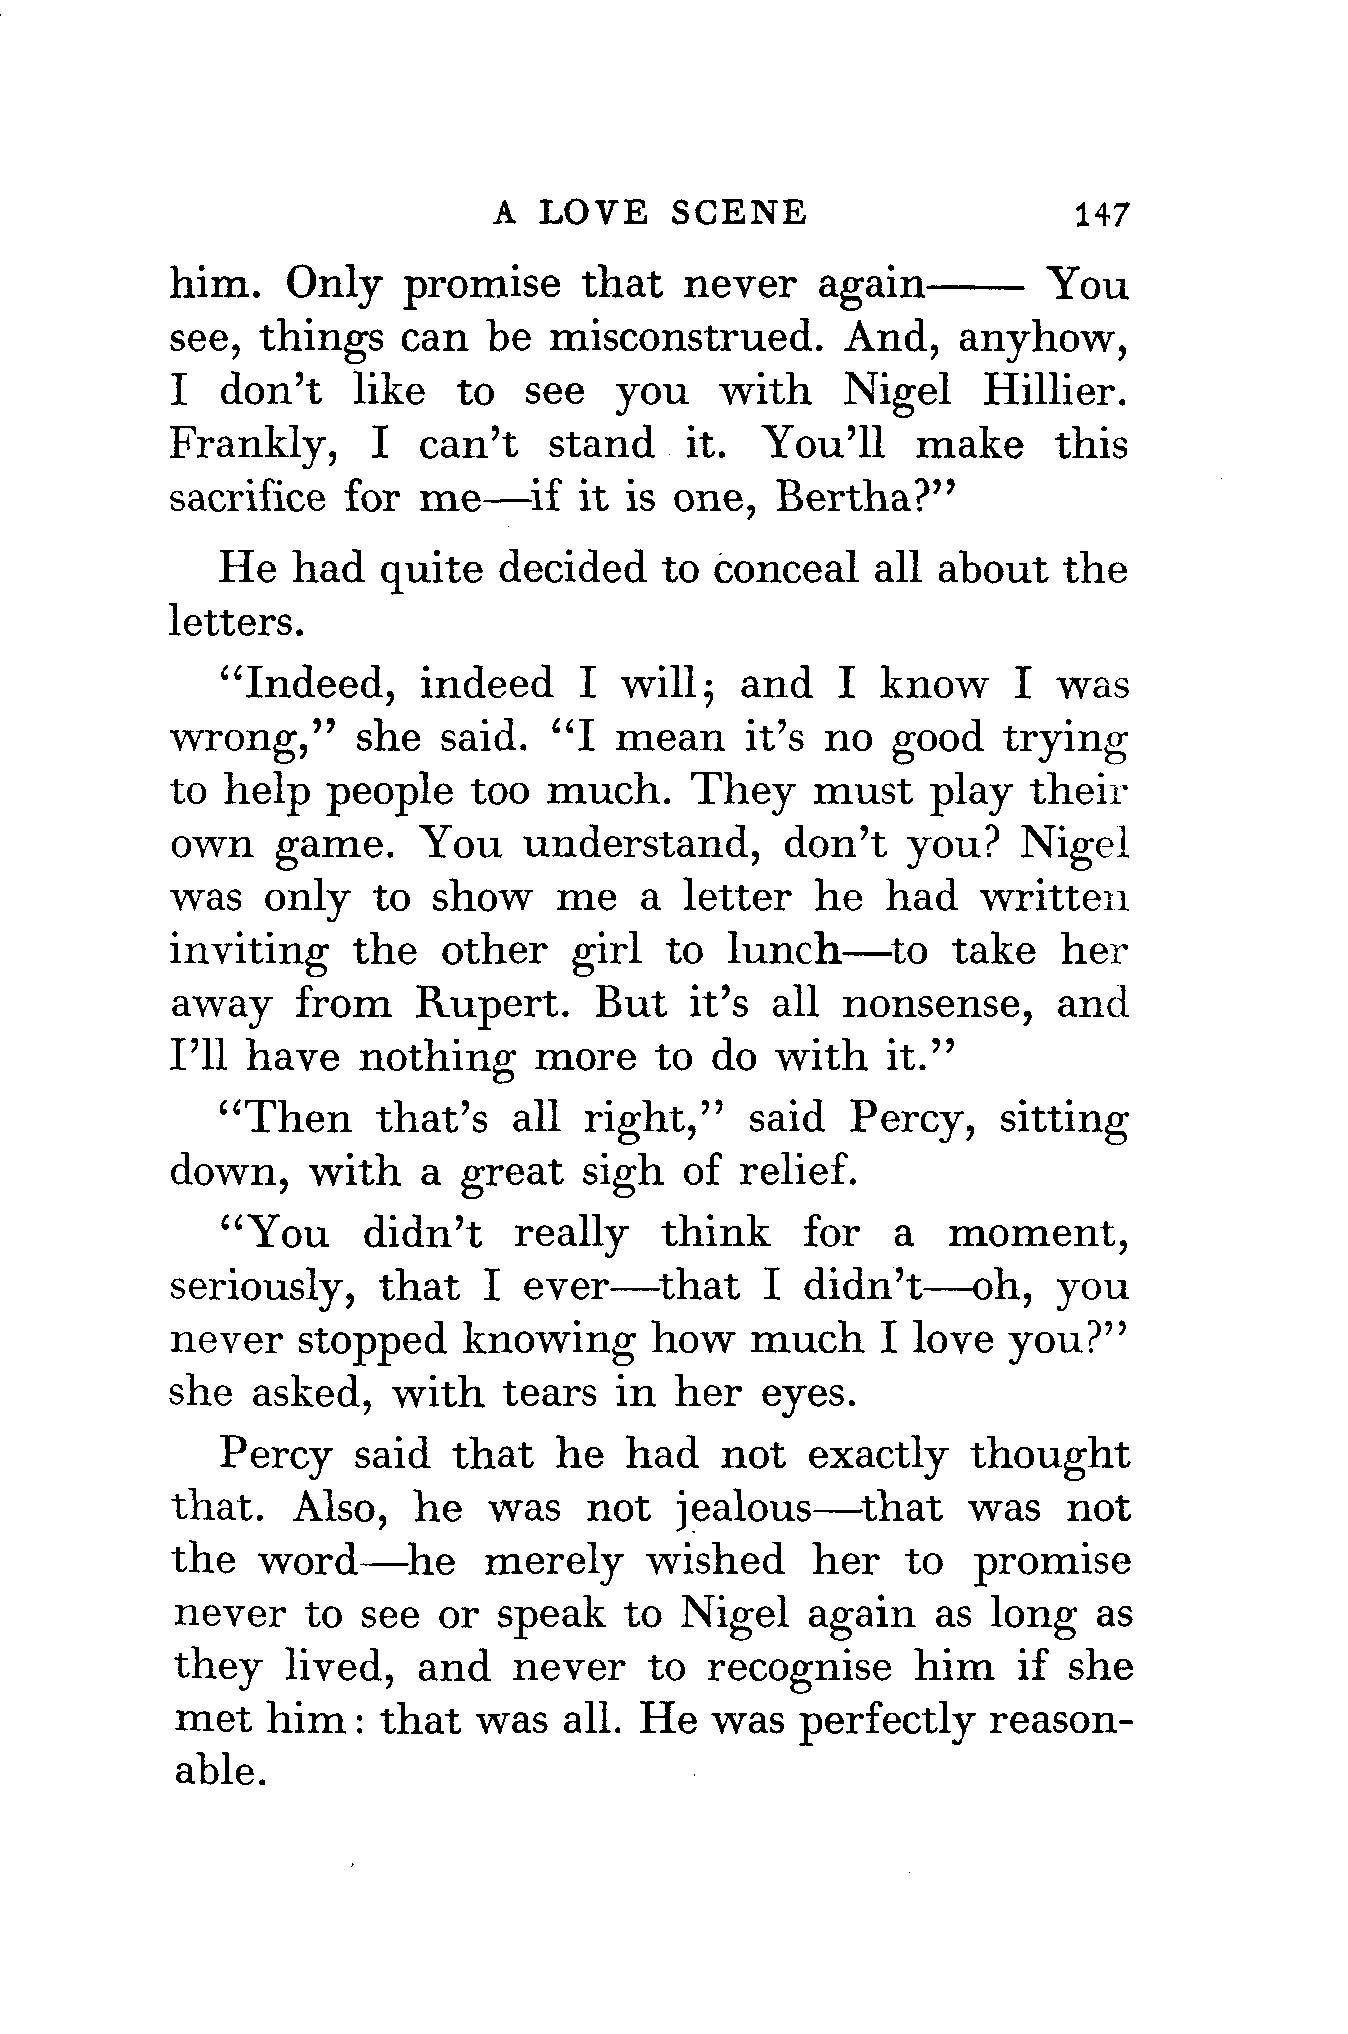 A LOVE SCENE 147
him. Only promise that never again—— You
see, things can be misconstrued. And, anyhow,
I don't like to see you with Nigel Hillier.
Frankly, I can't stand it. You'll make this
sacrifice for me—if it is one, Bertha?”
He had quite decided to conceal all about the
letters.
“Indeed, indeed I will; and I know I was
wrong,” she said. “I mean it's no good trying
to help people too much. They must play their
own game. You understand, don't you? Nigel
was only to show me a letter he had written
inviting the other girl to lunch—to take her
away from Rupert. But it's all nonsense, and
I'll have nothing more to do with it.”
“Then that's all right,” said Percy, sitting
down, with a great sigh of relief.
“You didn't really think for a moment,
seriously, that I ever—that I didn't—oh, you
never stopped knowing how much I love you?”
she asked, with tears in her eyes.
Percy said that he had not exactly thought
that. Also, he was not jealous—that was not
the word—he merely wished her to promise
never to see or speak to Nigel again as long as
they lived, and never to recognise him if she
met him: that was all. He was perfectly reason-
able.